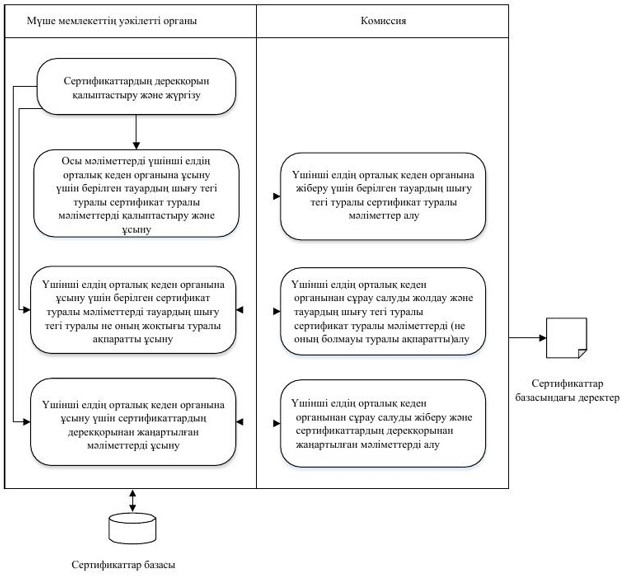 Мүше мемлекеттің уәкілетті органы
Комиссия
Сертификаттардың дерекқорын
қалыптастыру және жүргізу
Осы мәліметтерді үшінші елдің
орталық кеден органына ұсыну
үшін берілген тауардың шығу тегі
туралы сертификат туралы
мәліметтерді қалыптастыру және
ұсыну
Үшінші елдің орталық кеден органына
жіберу үшін берілген тауардың шығу
тегі туралы сертификат туралы
мәліметтер алу
Үшінші елдің орталық кеден органына
ұсыну үшін берілген сертификат
туралы мәліметтерді тауардың шығу
тегі туралы не оның жоқтығы туралы
ақпаратты ұсыну
Үшінші елдің орталық кеден
органынан сұрау салуды жолдау және
тауардың шығу тегі туралы
сертификат туралы мәліметтерді (не
оның болмауы туралы ақпаратты)алу
Үшінші елдің орталық кеден органына
ұсыну үшін сертификаттардың
дерекқорынан жаңартылған
мәліметтерді ұсыну
Үшінші елдің орталық кеден
органынан сұрау салуды жіберу және
сертификаттардың дерекқорынан
жаңартылған мәліметтерді алу
Сертификаттар
базасындағы деректер
Сертификаттар базасы